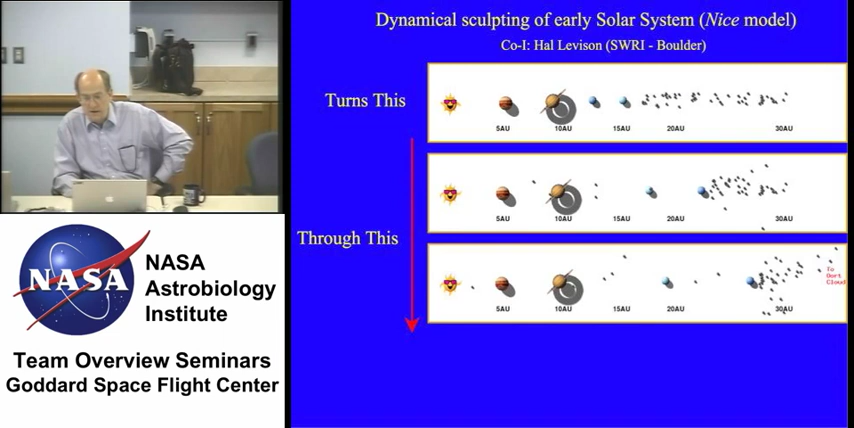 Dynamical sculpting of early Solar System (Nice model)
Co-I: Hal Levison (SWRI - Boulder)
Turns This
5AU 10AU 15AU 20AU 30AU
Through This
5AU 10AU 15AU 20AU 30AU
To
Oort
Cloud
5AU 10AU 15AU 20AU 30AU
NASA
NASA
Astrobiology
Institute
Team Overview Seminars
Goddard Space Flight Center